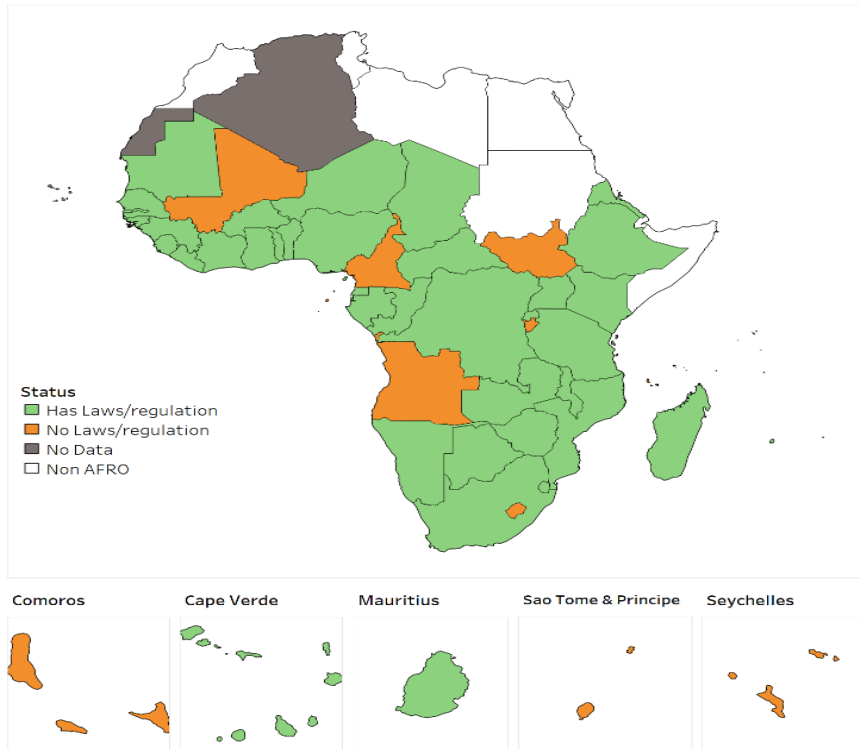 Status
Has Laws/regulation
No Laws/regulation
No Data
Non AFRO
Comoros
Cape Verde
Mauritius
Sao Tome & Principe
Seychelles